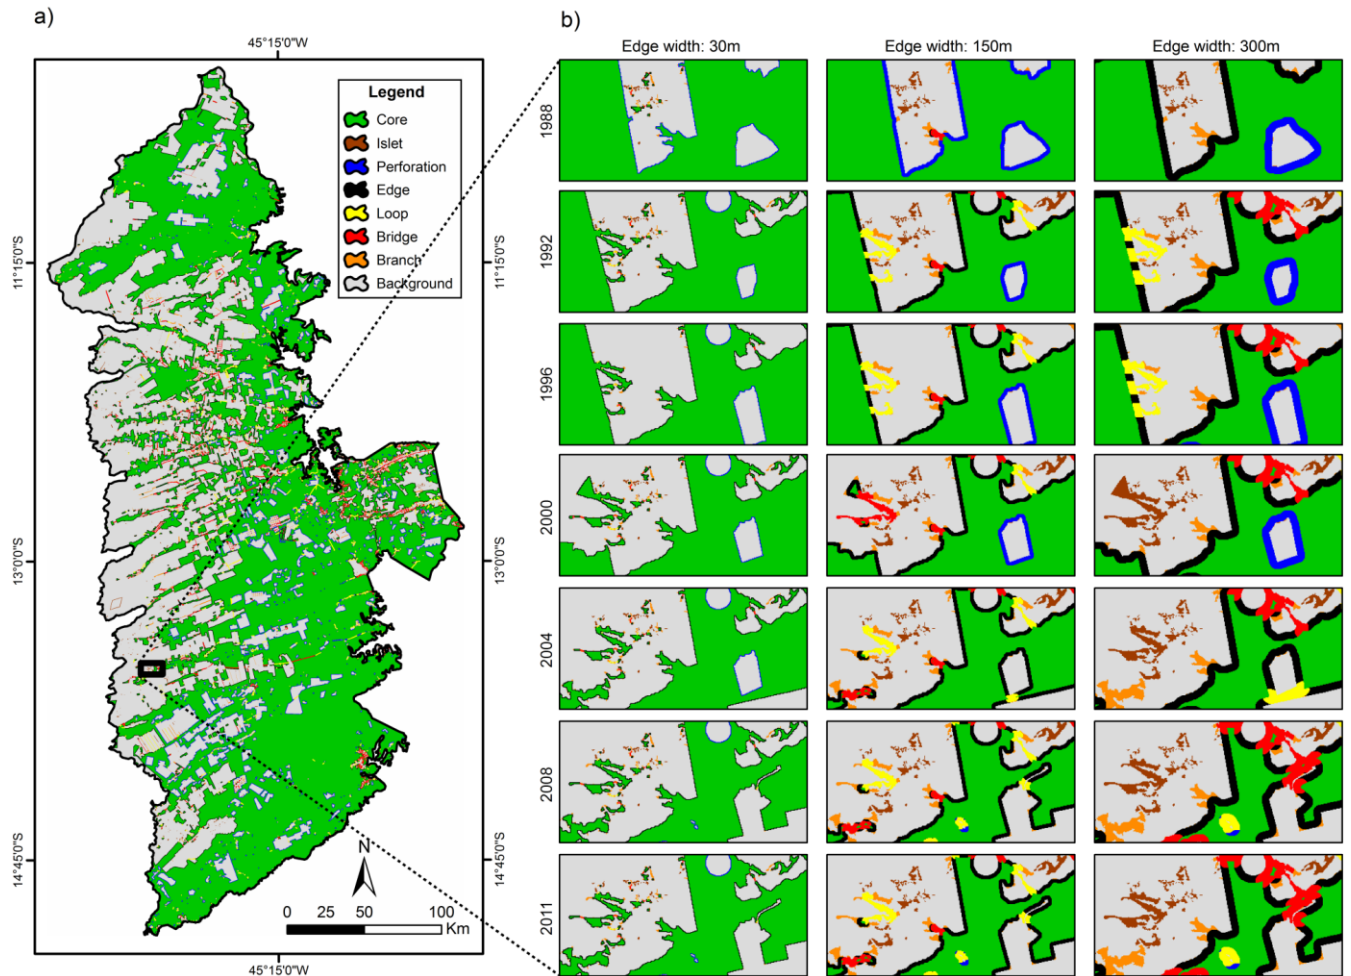 a)
45°15'0"W
Legend
Core
Islet
Perforation
Edge
Loop
Bridge
Branch
Background
11°15'0"S
11°15'0"S
13°0'0"S
13°0'0"S
14°45'0"S
14°45'0"S
N
0 25 50 100
Km
45°15'0"W
b)
Edge width: 30m Edge width: 150m Edge width: 300m
1988
1992
1996
2000
2004
2008
2011